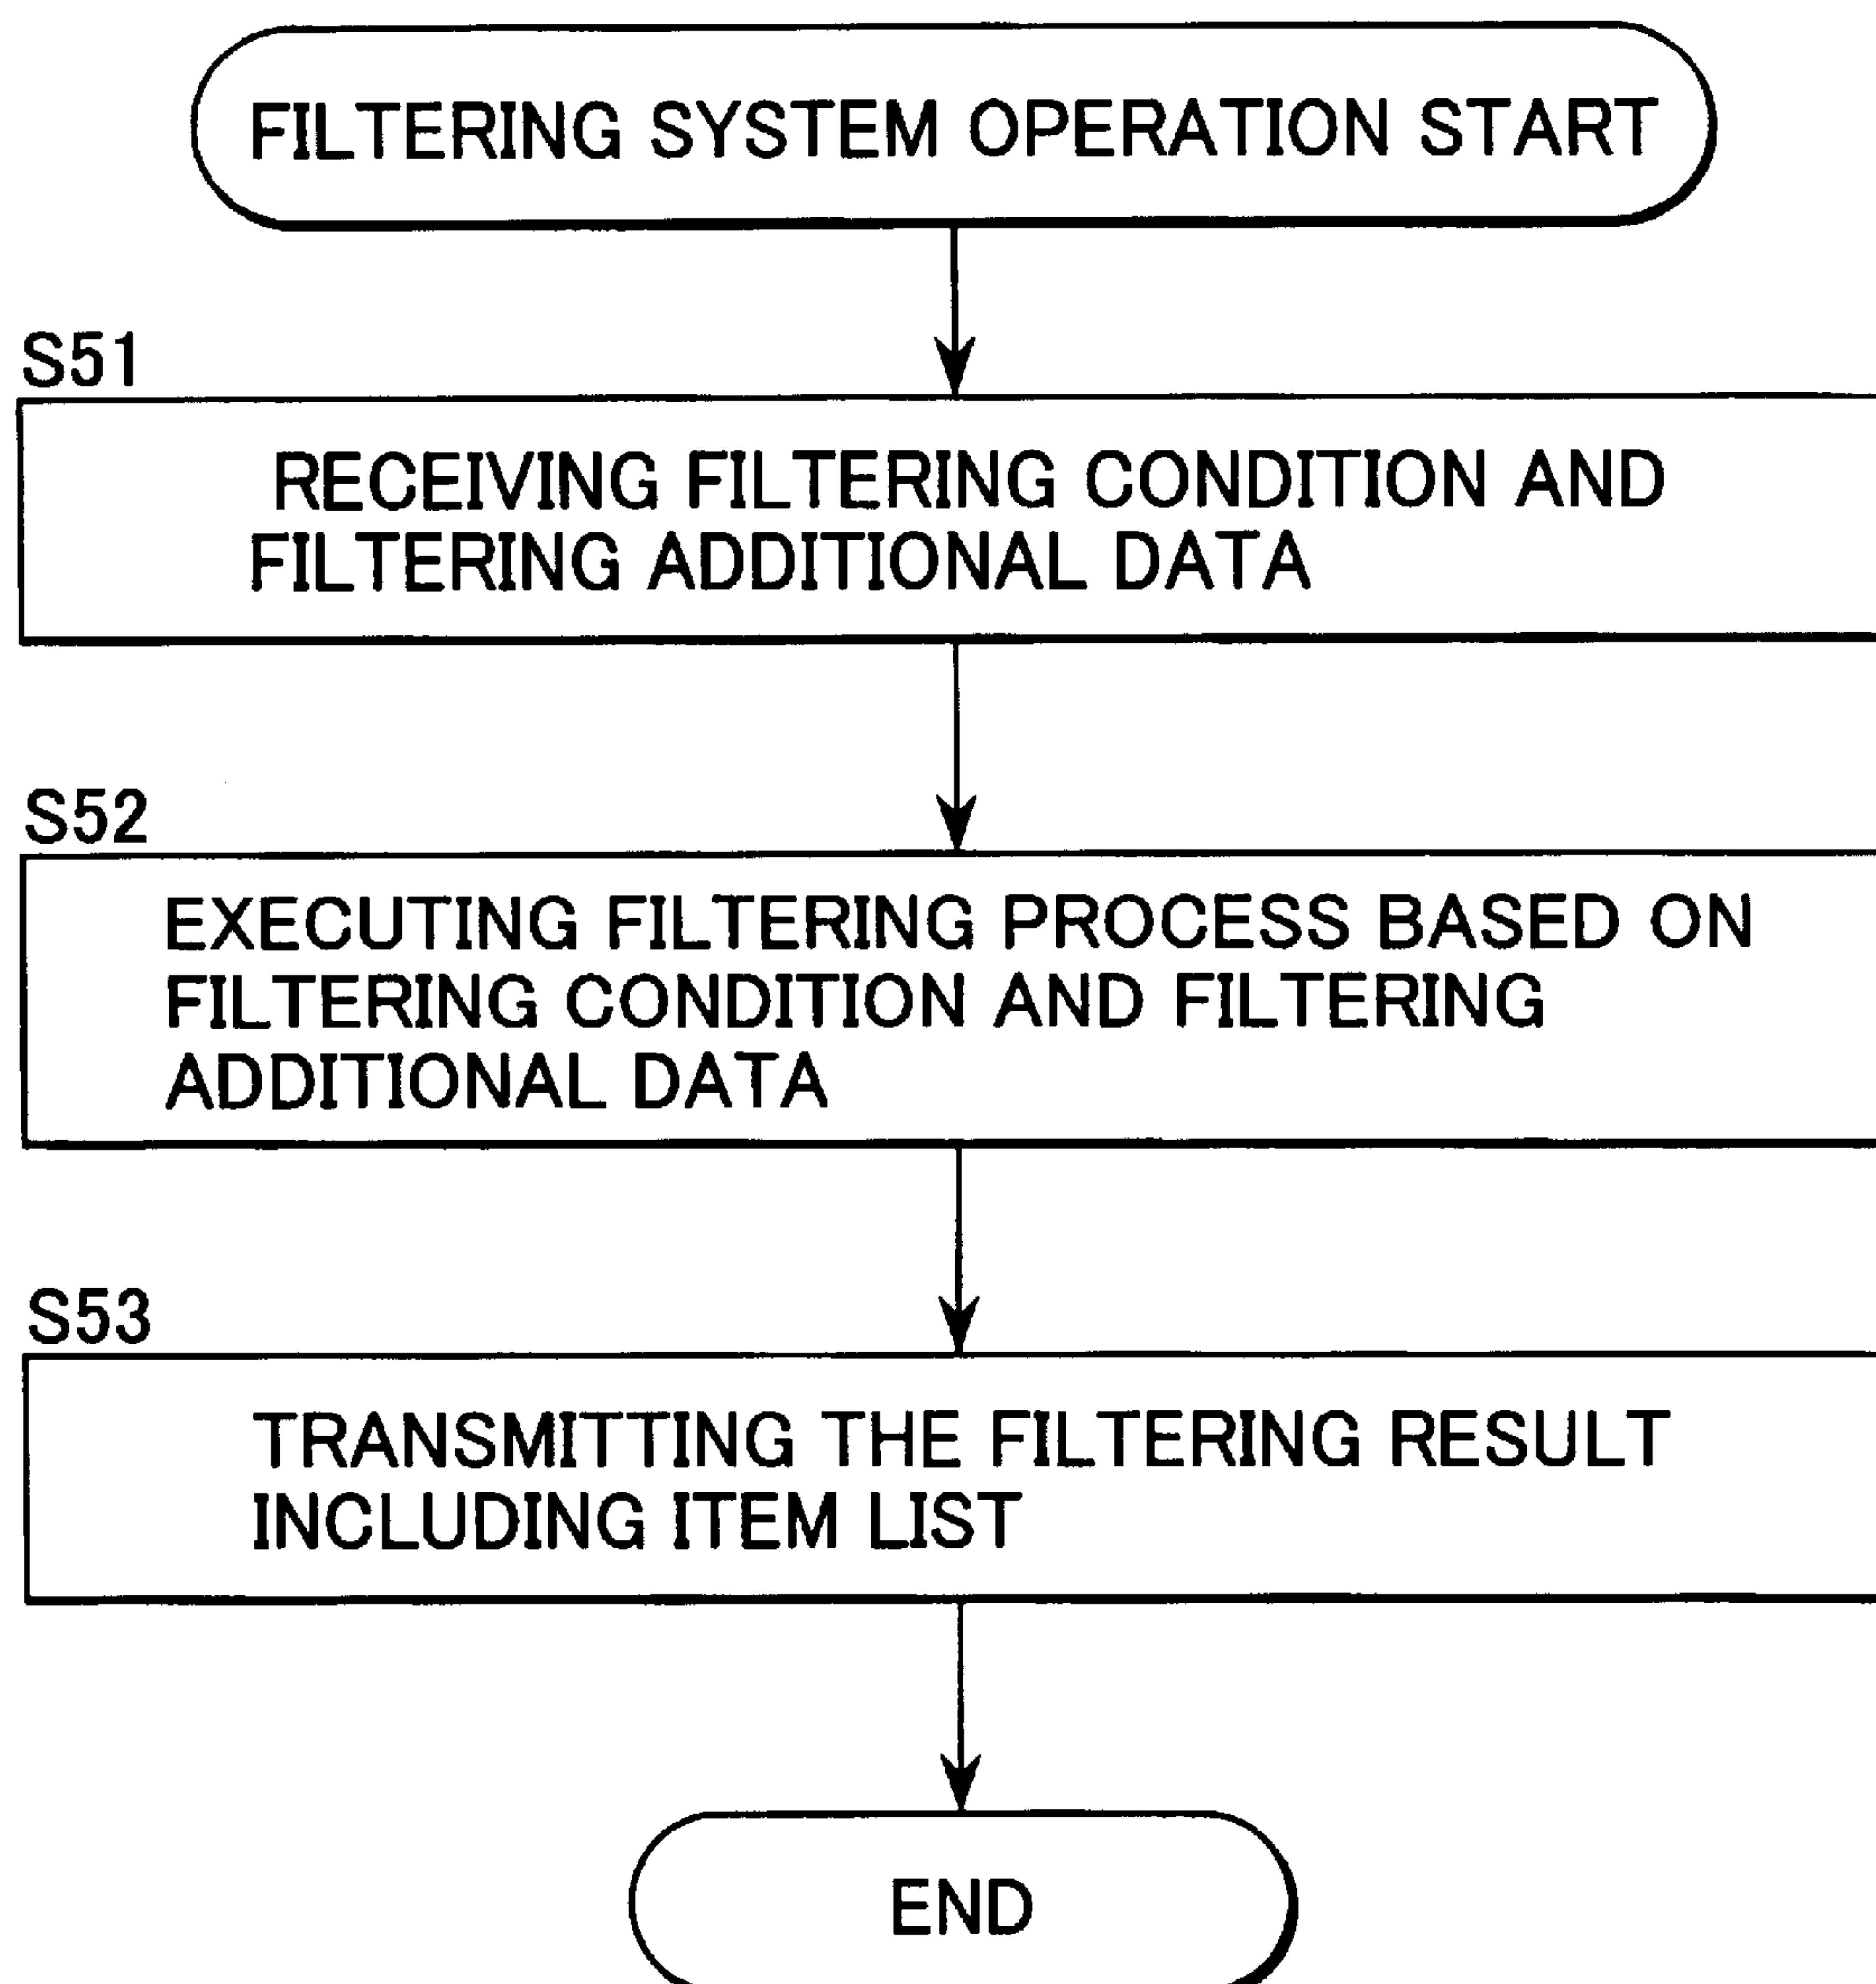 FILTERING SYSTEM OPERATION START
S51
RECEIVING FILTERING CONDITION AND
FILTERING ADDITIONAL DATA
S52
EXECUTING FILTERING PROCESS BASED ON
FILTERING CONDITION AND FILTERING
ADDITIONAL DATA
S53
TRANSMITTING THE FILTERING RESULT
INCLUDING ITEM LIST
END